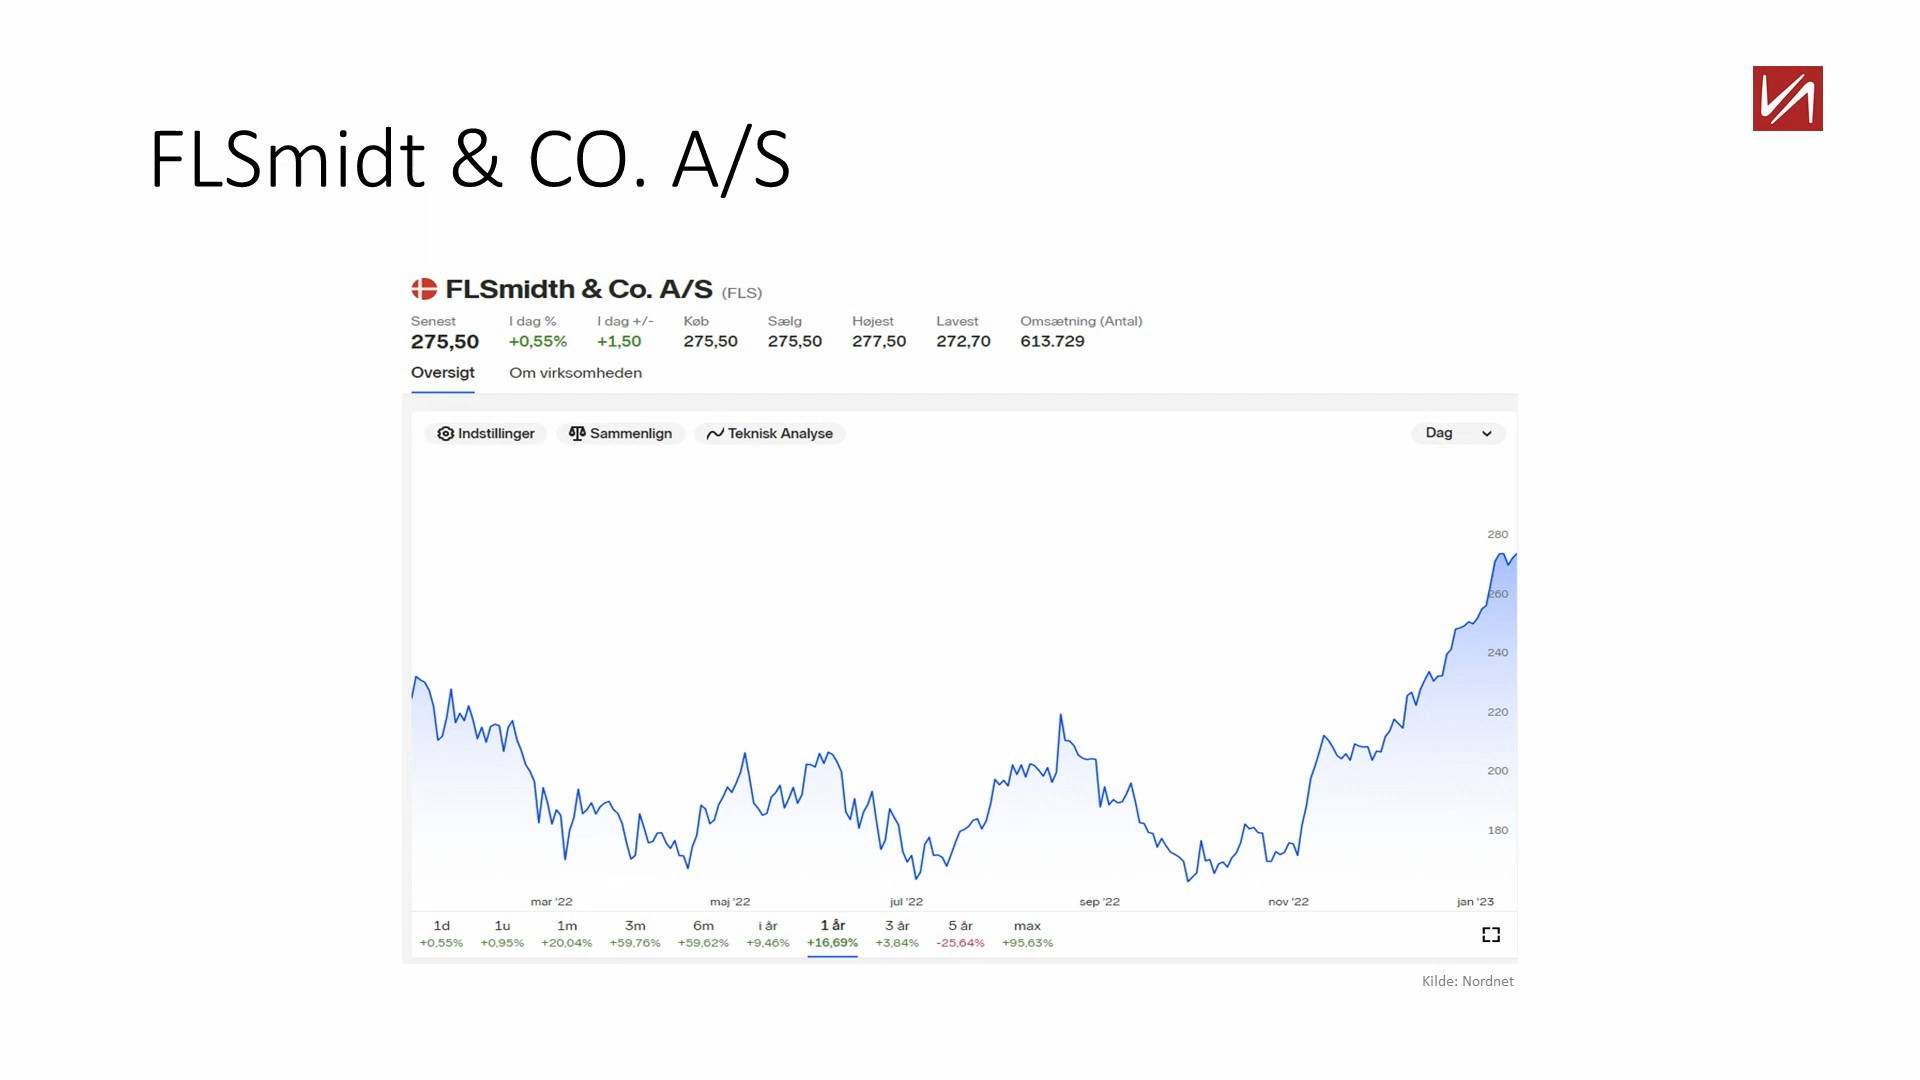 FLSmidt & CO. A/S
FLSmidth & Co. A/S (FLS)
Senest I dag % I dag +/- Køb Sælg Højest Lavest Omsætning (Antal)
275,50 +0,55% +1,50 275,50 275,50 277,50 272,70 613.729
Oversigt Om virksomheden
Indstillinger Sammenlign Teknisk Analyse Dag
280
260
240
220
200
180
mar '22 maj '22 jul '22 sep '22 nov '22 jan '23
1d 1u 1m 3m 6m i år 1 år 3 år 5 år max
+0,55% +0,95% +20,04% +59,76% +59,62% +9,46% +16,69% +3,84% -25,64% +95,63%
Kilde: Nordnet